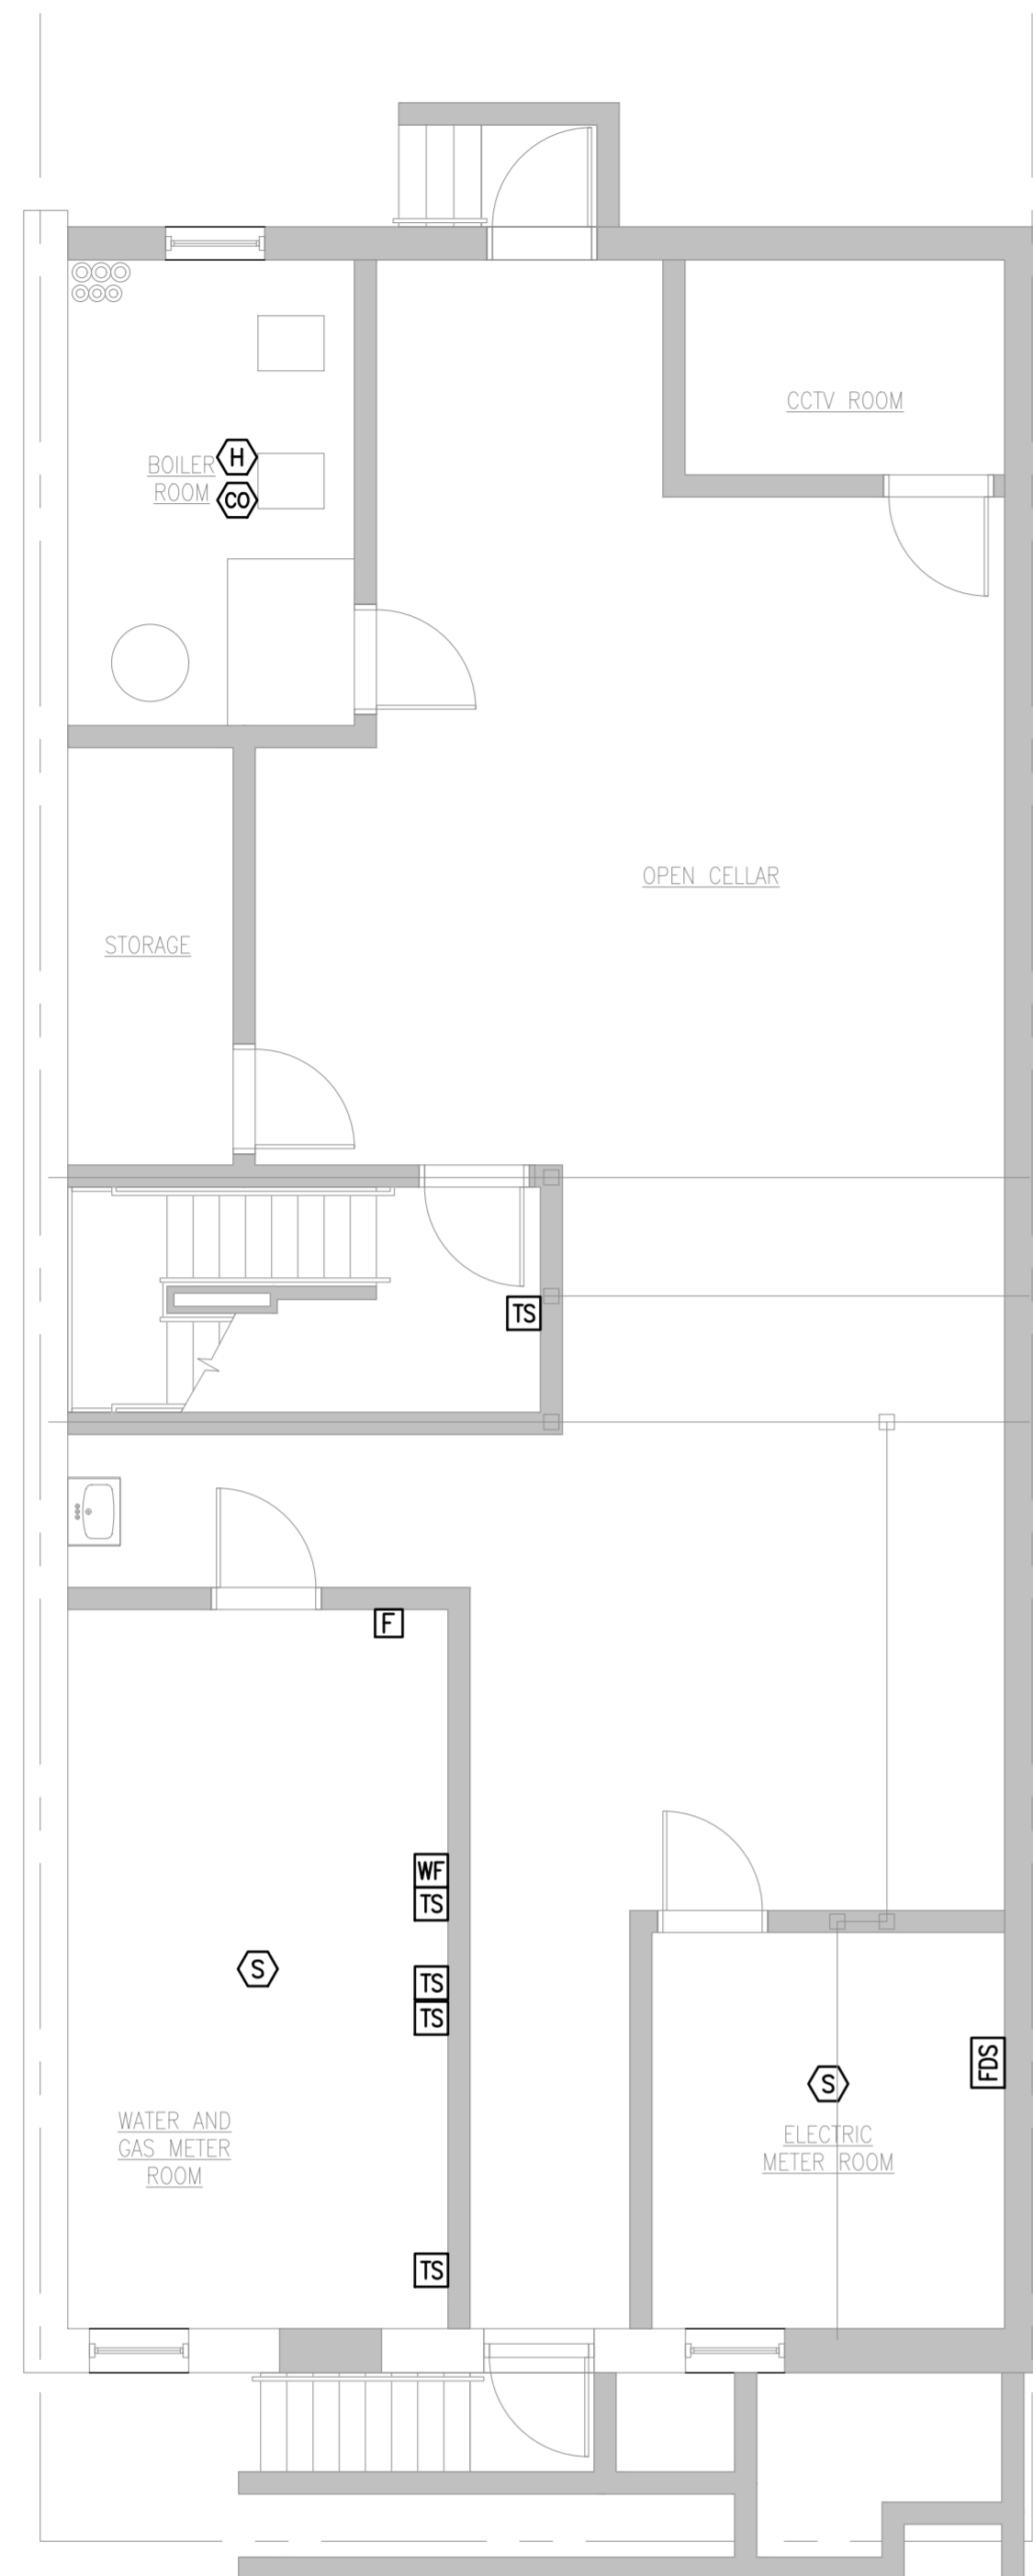 CCTV ROOM
H
BOILER
ROOM
CO
OPEN CELLAR
STORAGE
TS
F
WF
TS
S
TS
TS
FDS
S
WATER AND
GAS METER
ROOM
ELECTRIC
METER ROOM
TS